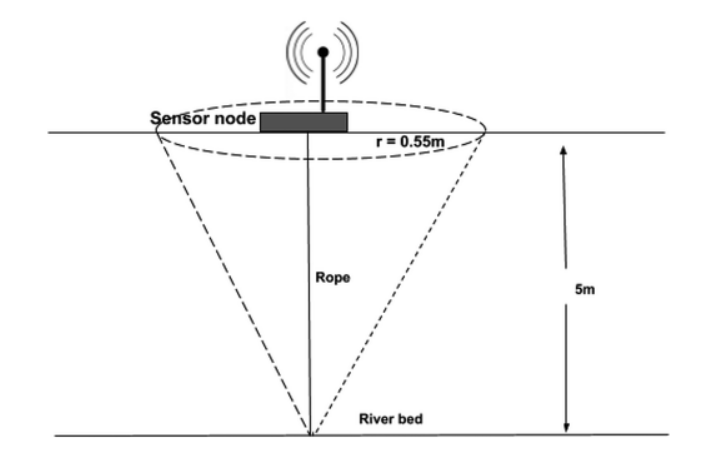 Sensor node
r = 0.55m
Rope
5m
River bed